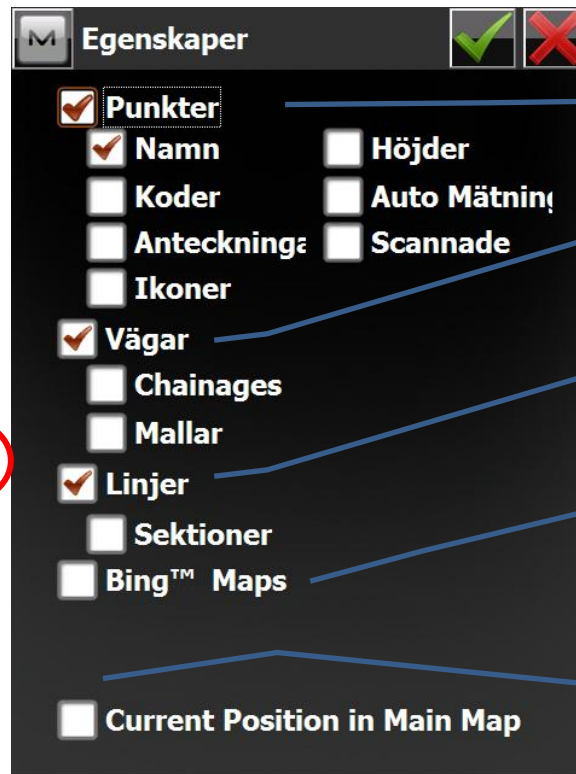 Egenskaper
Punkter
Namn Höjder
Koder Auto Mätning
Anteckninga Scannade
Ikoner
Vägar
Chainages
Mallar
Linjer
Sektioner
Bing™ Maps
Current Position in Main Map